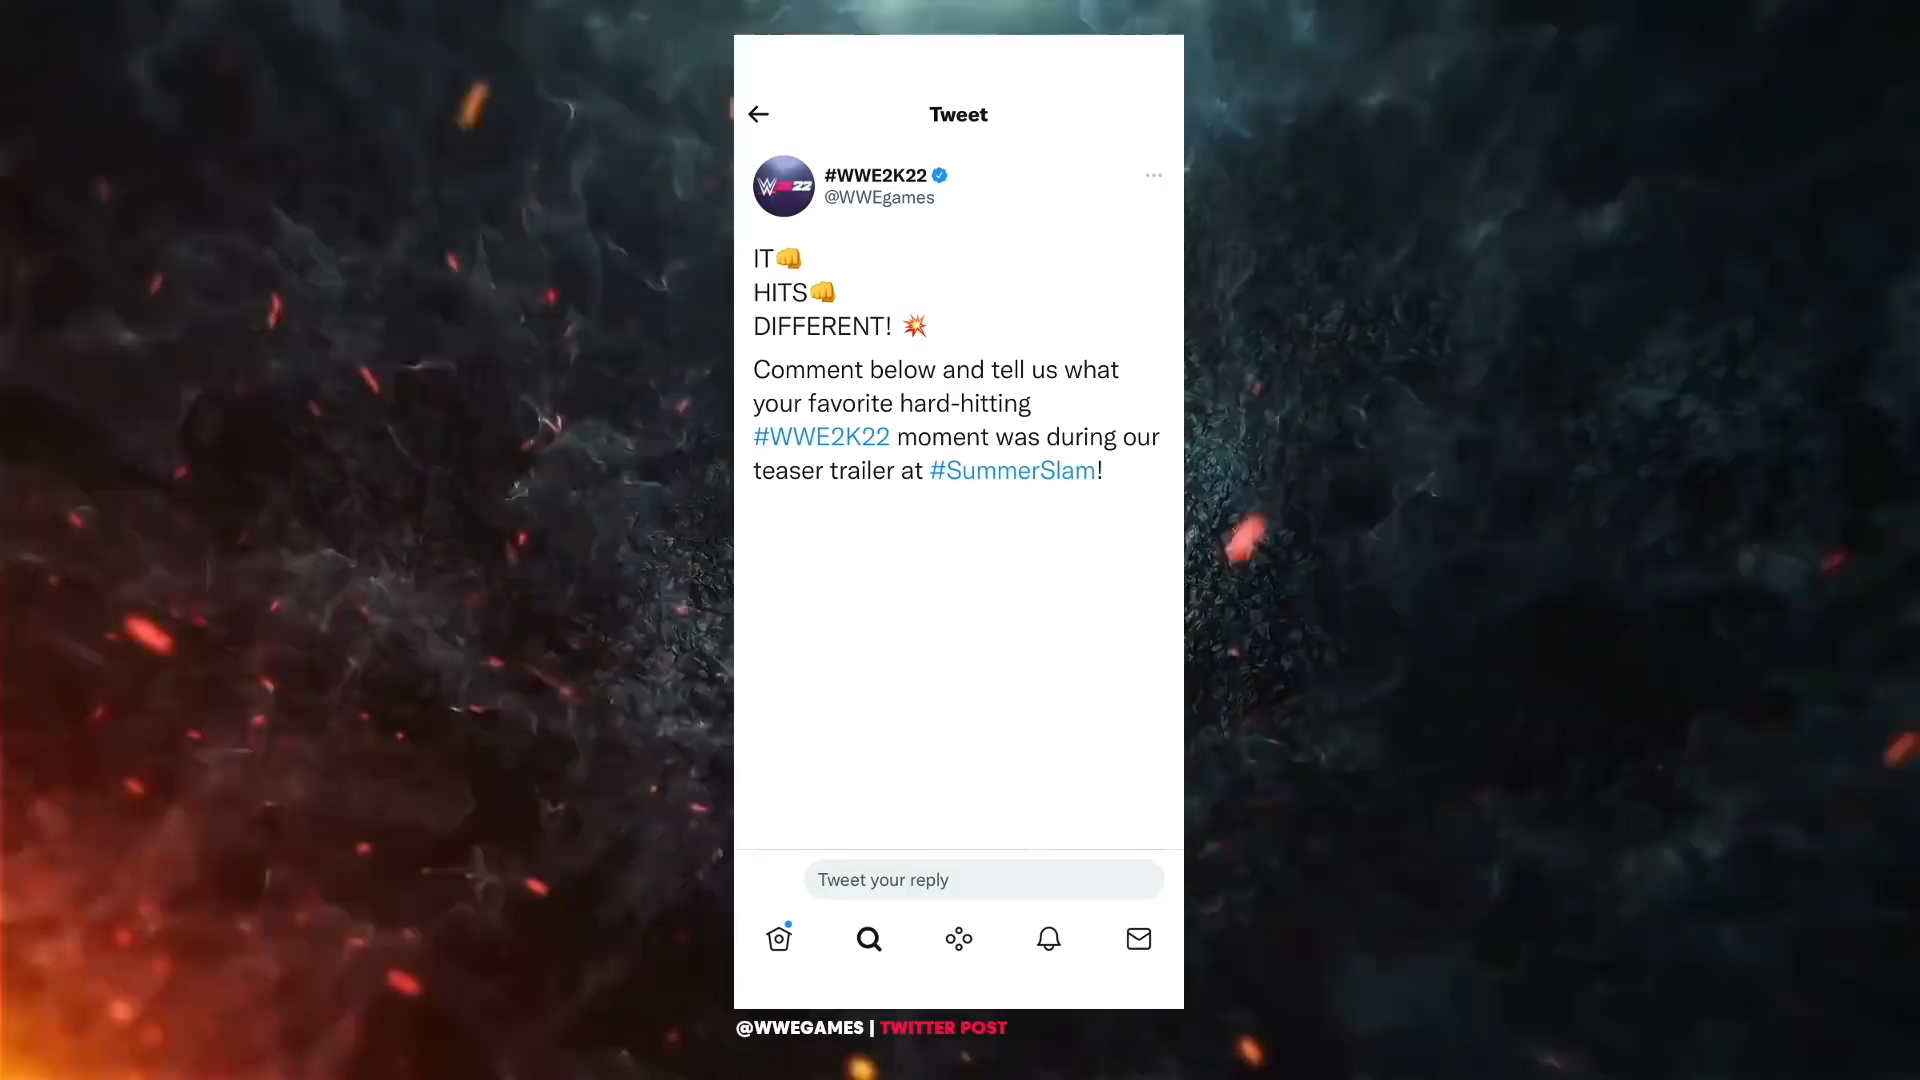 Tweet
W 2K22
#WWE2K22
@WWEgames
IT👊
HITS👊
DIFFERENT! 💥
Comment below and tell us what
your favorite hard-hitting
#WWE2K22 moment was during our
teaser trailer at #SummerSlam!
Tweet your reply
@WWEGAMES | TWITTER POST